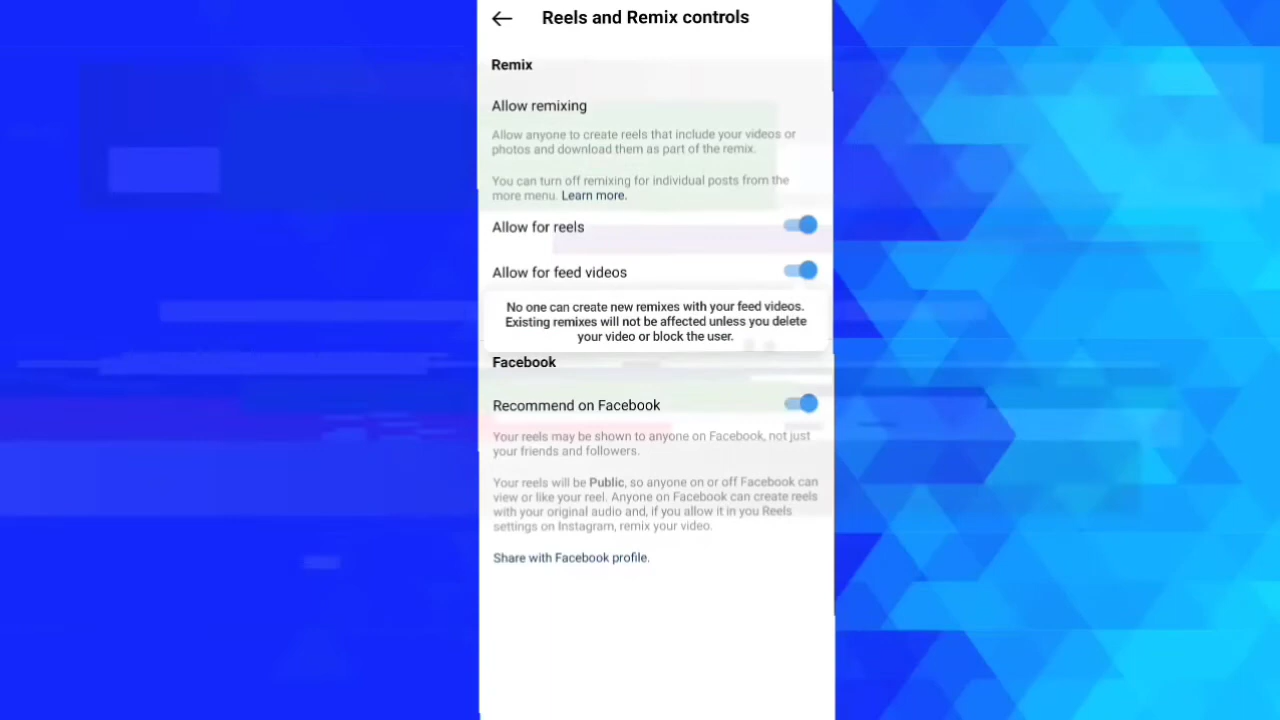 Reels and Remix controls
Remix
Allow remixing
Allow anyone to create reels that include your videos or
photos and download them as part of the remix.
You can turn off remixing for individual posts from the
more menu. Learn more.
Allow for reels
Allow for feed videos
No one can create new remixes with your feed videos.
Existing remixes will not be affected unless you delete
your video or block the user.
Facebook
Recommend on Facebook
Your reels may be shown to anyone on Facebook, not just
your friends and followers.
Your reels will be Public, so anyone on or off Facebook can
view or like your reel. Anyone on Facebook can create reels
with your original audio and, if you allow it in you Reels
settings on Instagram, remix your video.
Share with Facebook profile.